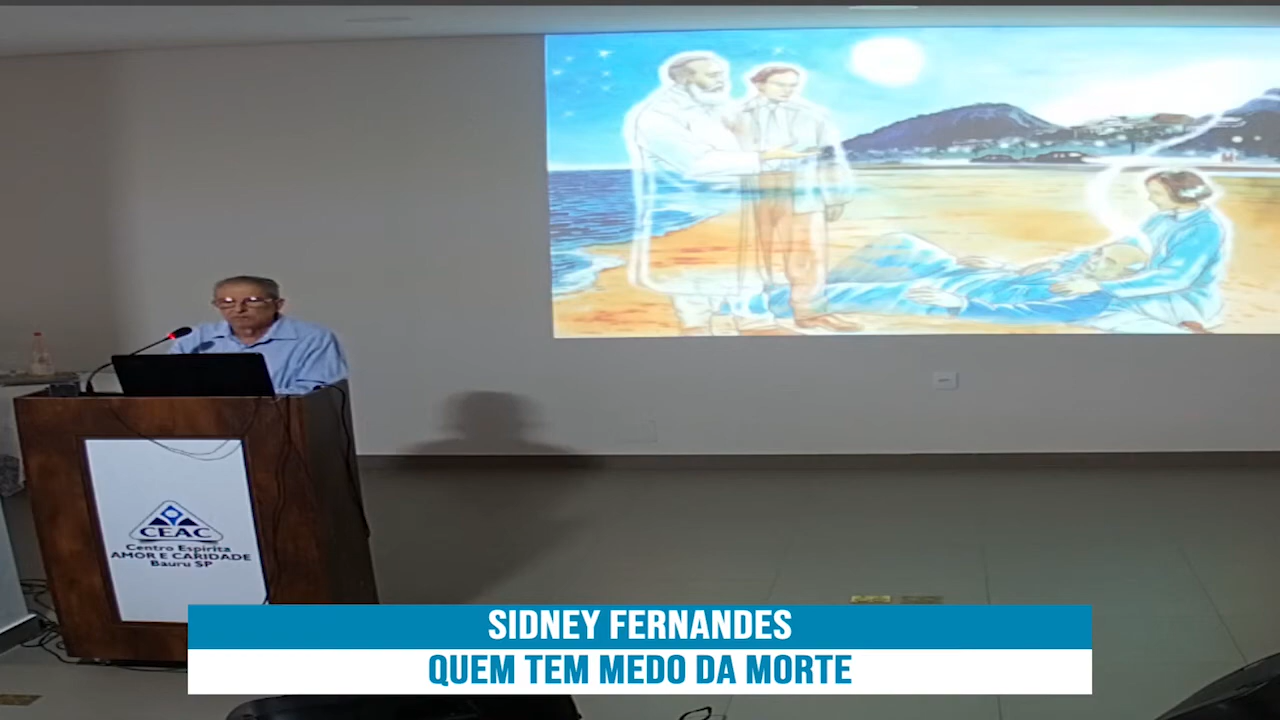 CEAC
Centro Espírita
AMOR E CARIDADE
Bauru SP
SIDNEY FERNANDES
QUEM TEM MEDO DA MORTE